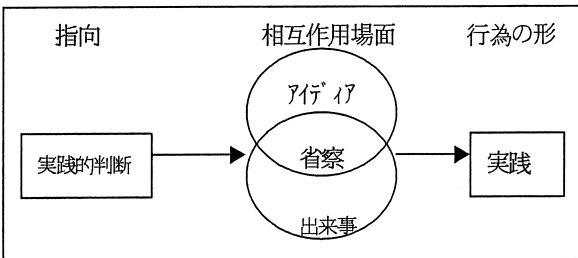 指向 相互作用場面 行為の形
アイディア
実践的判断 省察 実践
出来事